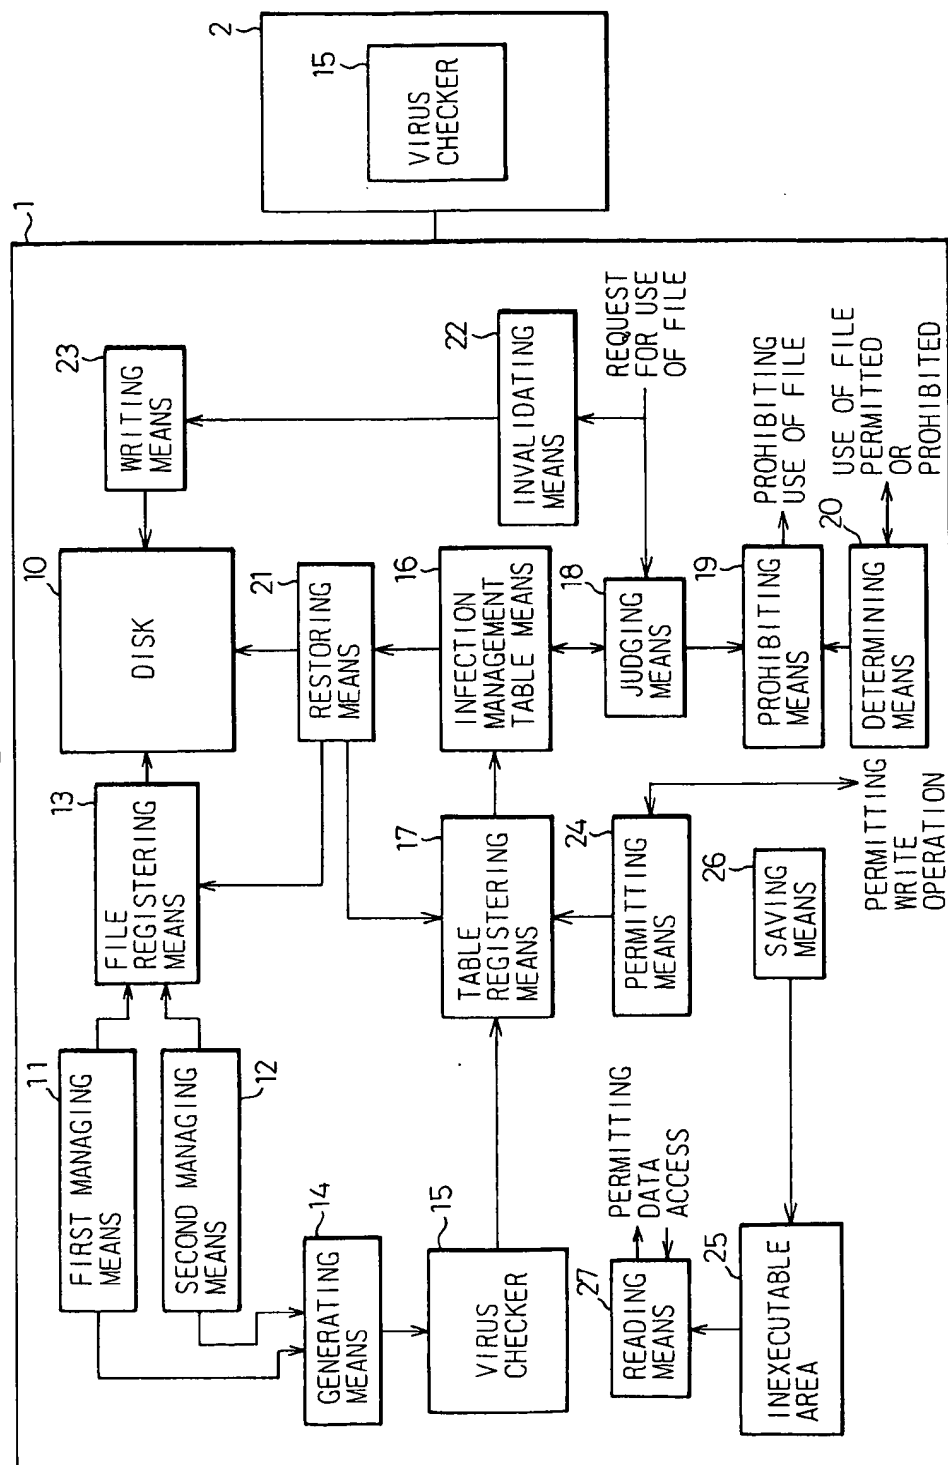 1
2
15
VIRUS
CHECKER
11
FIRST MANAGING
MEANS
SECOND MANAGING
MEANS
12
13
FILE
REGISTERING
MEANS
10
DISK
23
WRITING
MEANS
14
GENERATING
MEANS
21
RESTORING
MEANS
15
VIRUS
CHECKER
17
TABLE
REGISTERING
MEANS
16
INFECTION
MANAGEMENT
TABLE MEANS
22
INVALIDATING
MEANS
REQUEST
FOR USE
OF FILE
18
JUDGING
MEANS
27
READING
MEANS
PERMITTING
DATA
ACCESS
24
PERMITTING
MEANS
19
PROHIBITING
MEANS
PROHIBITING
USE OF FILE
25
INEXECUTABLE
AREA
26
SAVING
MEANS
PERMITTING
WRITE
OPERATION
20
DETERMINING
MEANS
USE OF FILE
PERMITTED
OR
PROHIBITED